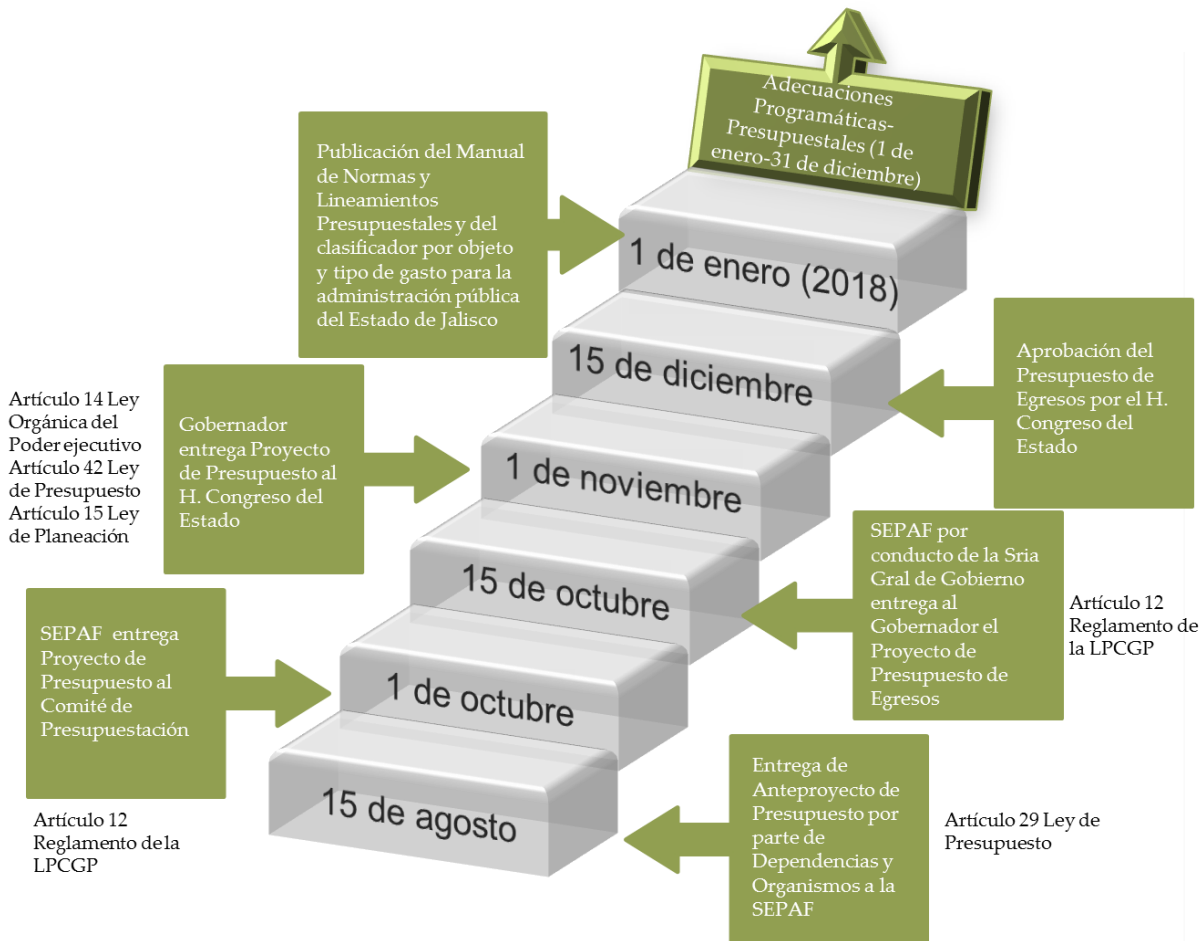 Adecuaciones
Programáticas-
Presupuestales (1 de
enero-31 de diciembre)
Publicación del Manual
de Normas y
Lineamientos
Presupuestales y del
clasificador por objeto
y tipo de gasto para la
administración pública
del Estado de Jalisco
1 de enero (2018)
15 de diciembre
Aprobación del
Presupuesto de
Egresos por el H.
Congreso del
Estado
Artículo 14 Ley
Orgánica del
Poder ejecutivo
Artículo 42 Ley
de Presupuesto
Artículo 15 Ley
de Planeación
Gobernador
entrega Proyecto
de Presupuesto al
H. Congreso del
Estado
1 de noviembre
15 de octubre
SEPAF por
conducto de la Sria
Gral de Gobierno
entrega al
Gobernador el
Proyecto de
Presupuesto de
Egresos
Artículo 12
Reglamento de
la LPCGP
SEPAF entrega
Proyecto de
Presupuesto al
Comité de
Presupuestación
1 de octubre
Artículo 12
Reglamento de la
LPCGP
15 de agosto
Entrega de
Anteproyecto de
Presupuesto por
parte de
Dependencias y
Organismos a la
SEPAF
Artículo 29 Ley de
Presupuesto